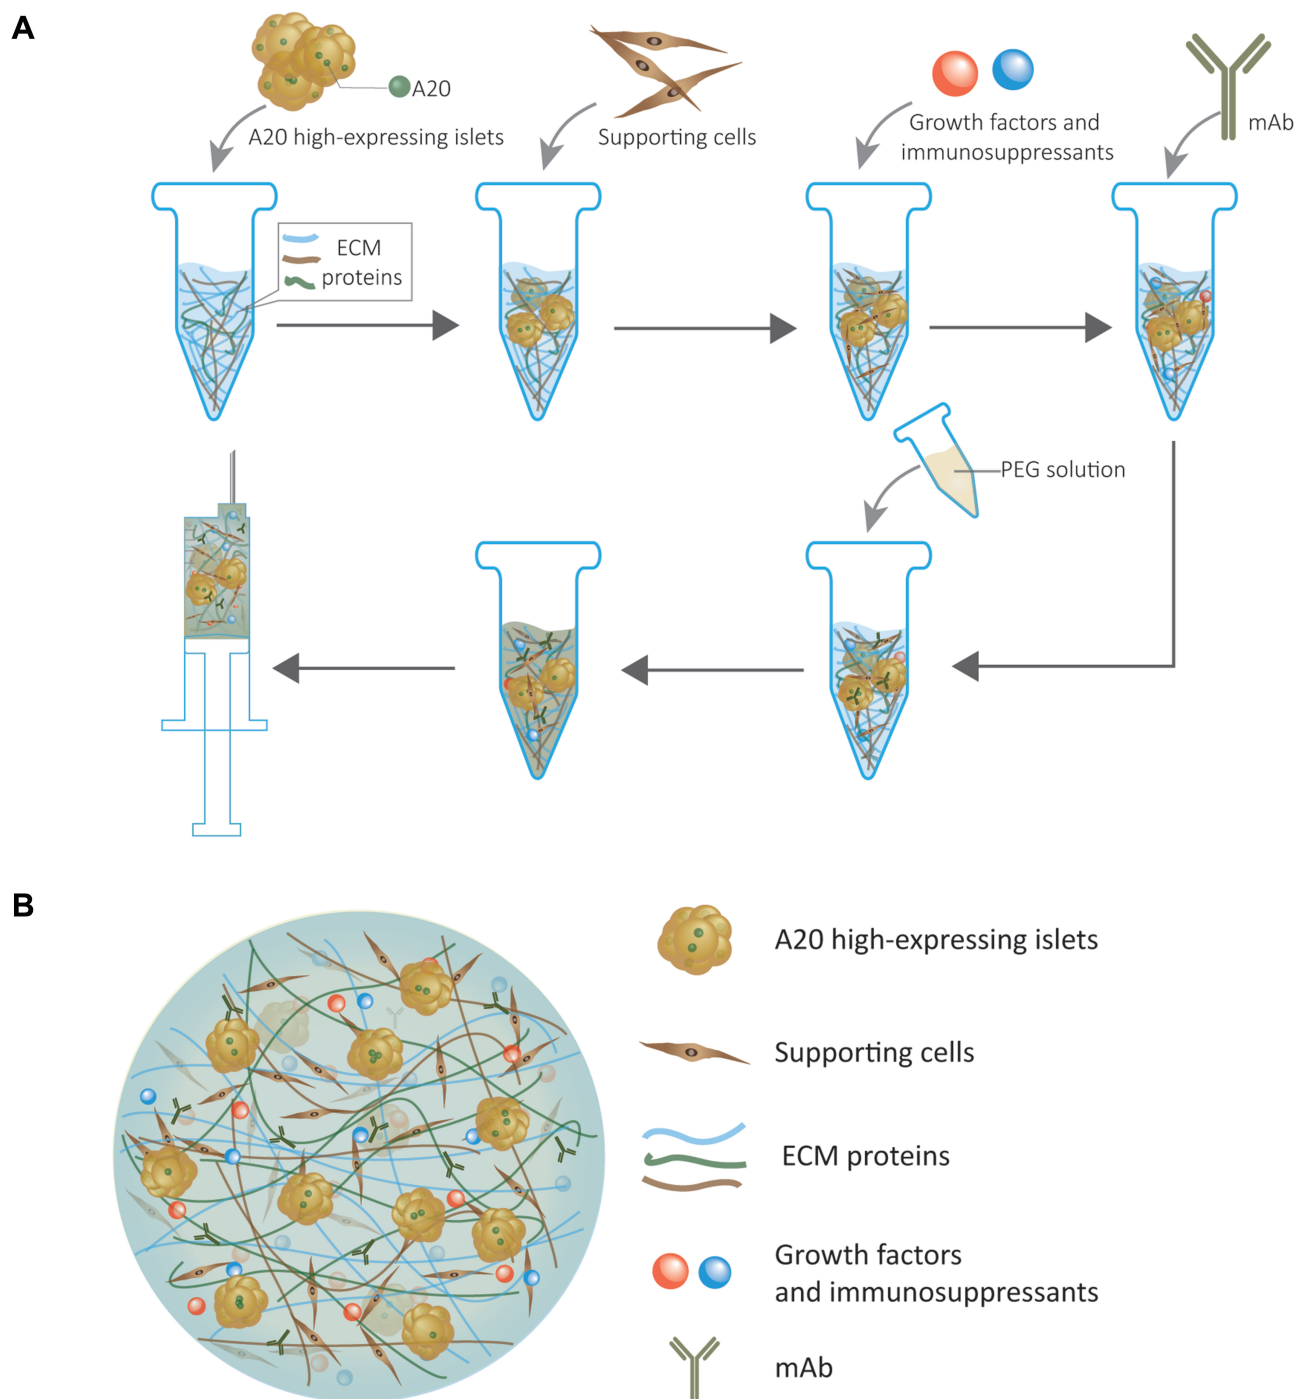 A
A20
A20 high-expressing islets
Supporting cells
Growth factors and
immunosuppressants
mAb
ECM
proteins
PEG solution
B
A20 high-expressing islets
Supporting cells
ECM proteins
Growth factors
and immunosuppressants
mAb